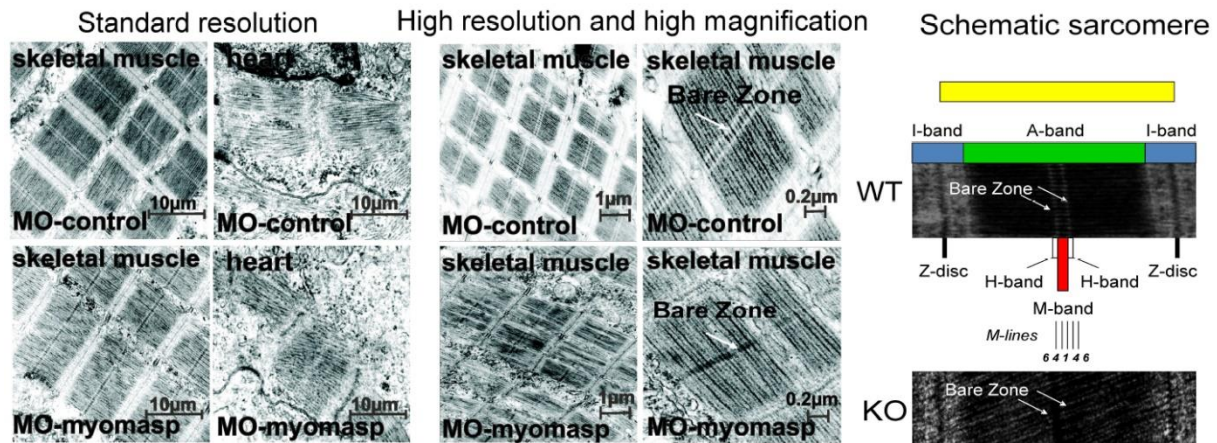 Standard resolution
High resolution and high magnification
Schematic sarcomere
skeletal muscle
MO-control
10µm
heart
MO-control
10µm
skeletal muscle
MO-control
1µm
skeletal muscle
Bare Zone
MO-control
0.2µm
skeletal muscle
MO-myomasp
10µm
heart
MO-myomasp
10µm
skeletal muscle
MO-myomasp
1µm
skeletal muscle
Bare Zone
MO-myomasp
0.2µm
I-band A-band I-band
WT
Bare Zone
Z-disc
H-band H-band
Z-disc
M-band
M-lines
6 4 1 4 6
KO
Bare Zone